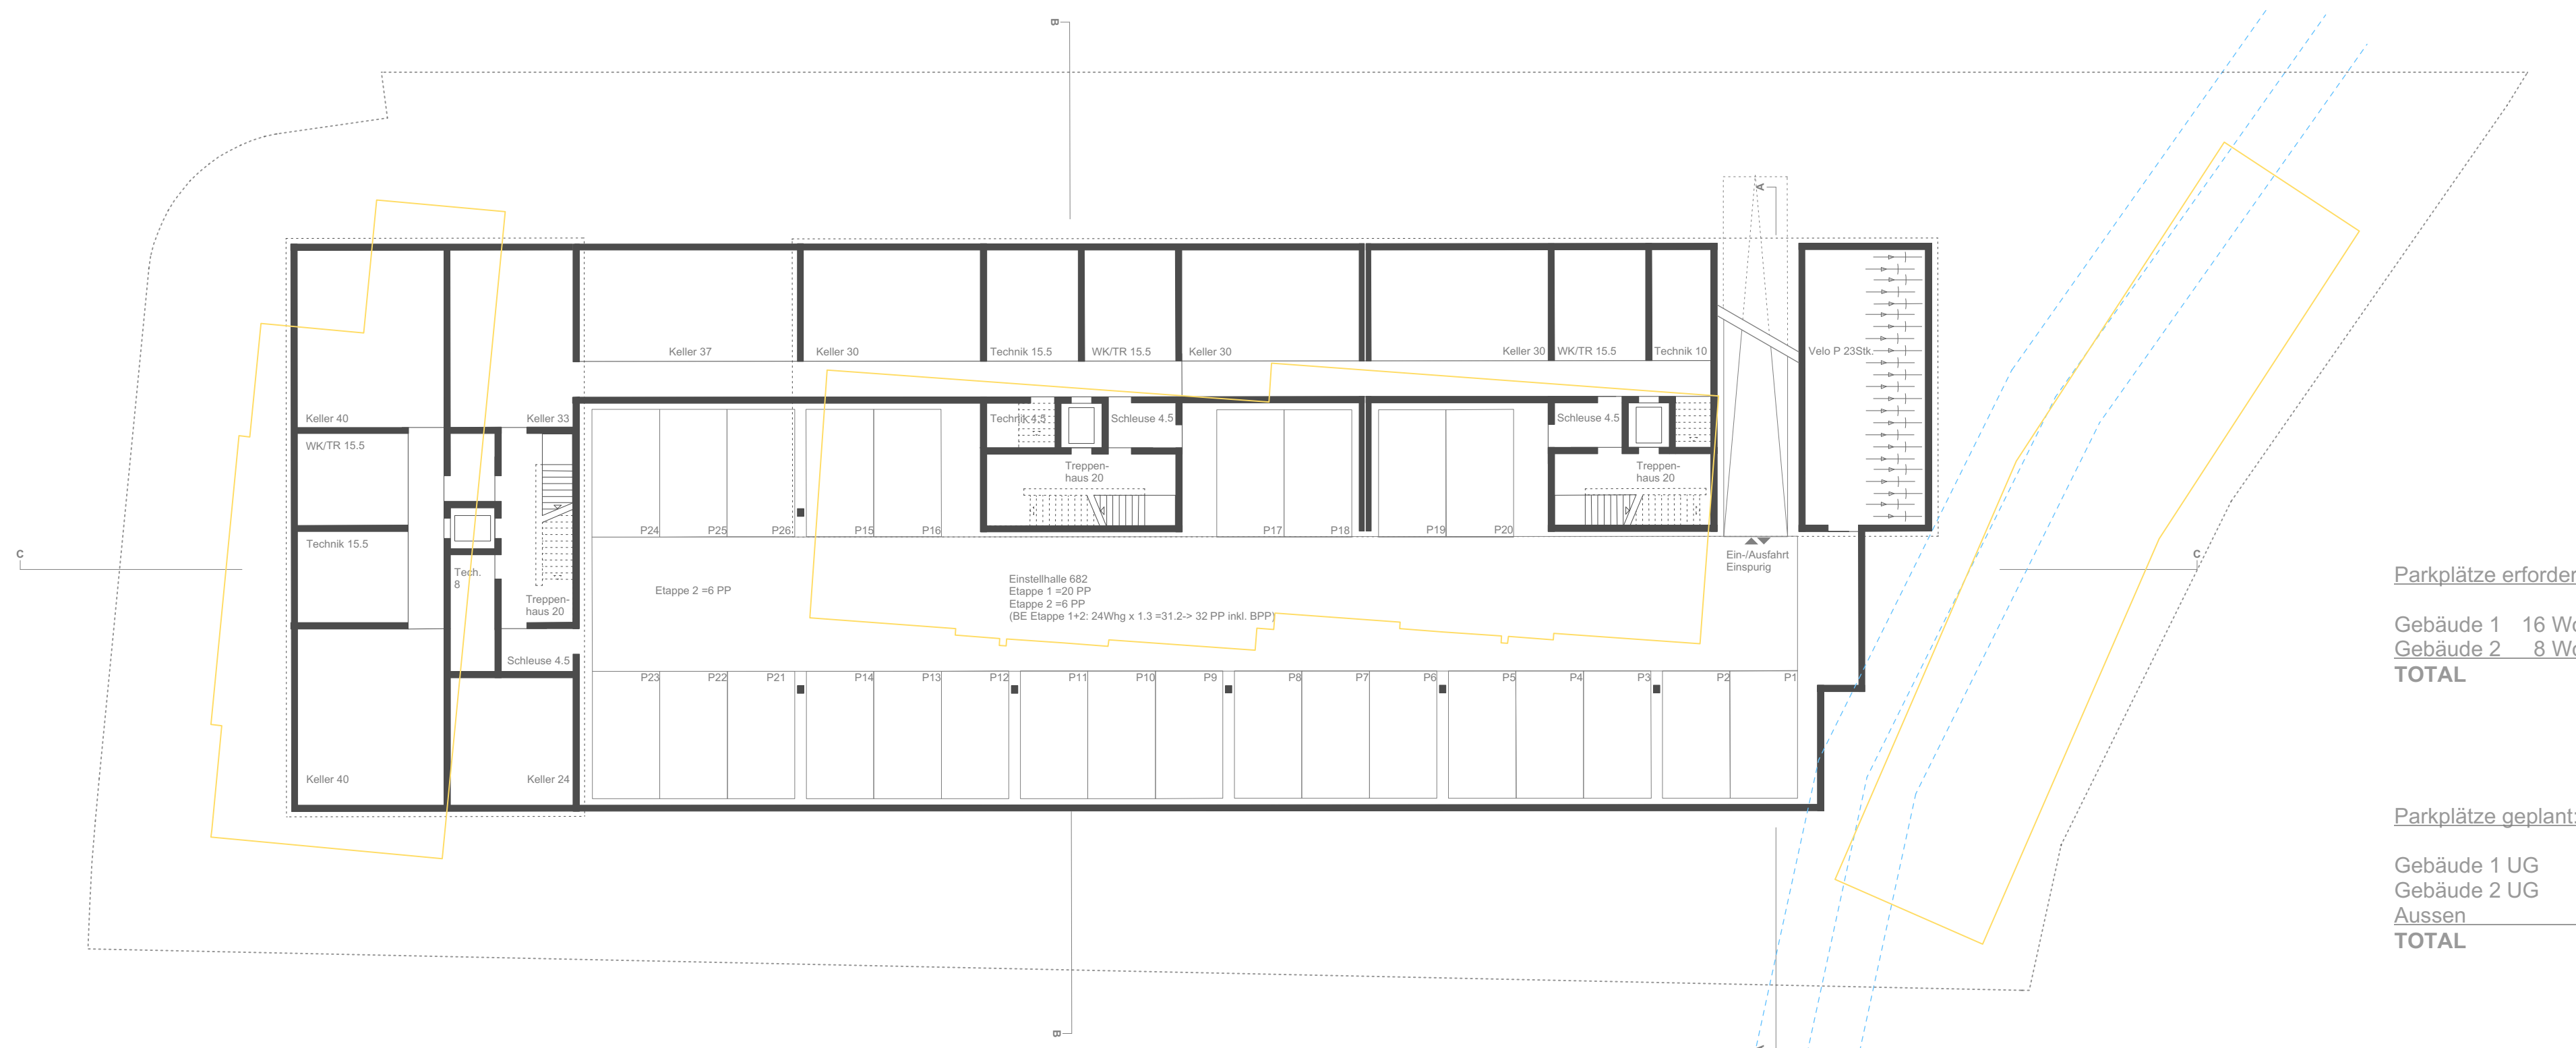 B
A
Keller 37
Keller 30
Technik 15.5
WK/TR 15.5
Keller 30
Keller 30
WK/TR 15.5
Technik 10
Velo P 23Stk.
Keller 40
Keller 33
Technik 4.5
Schleuse 4.5
Schleuse 4.5
WK/TR 15.5
Treppen-
haus 20
Treppen-
haus 20
P24
P25
P26
P15
P16
P17
P18
P19
P20
Technik 15.5
C
C
Ein-/Ausfahrt
Einspurig
Tech.
8
Treppen-
haus 20
Etappe 2 =6 PP
Einstellhalle 682
Etappe 1 =20 PP
Etappe 2 =6 PP
(BE Etappe 1+2: 24Whg x 1.3 =31.2-> 32 PP inkl. BPP)
Schleuse 4.5
P23
P22
P21
P14
P13
P12
P11
P10
P9
P8
P7
P6
P5
P4
P3
P2
P1
Keller 40
Keller 24
B
Parkplätze erforder
Gebäude 1 16 Wo
Gebäude 2 8 Wo
TOTAL
Parkplätze geplant:
Gebäude 1 UG
Gebäude 2 UG
Aussen
TOTAL